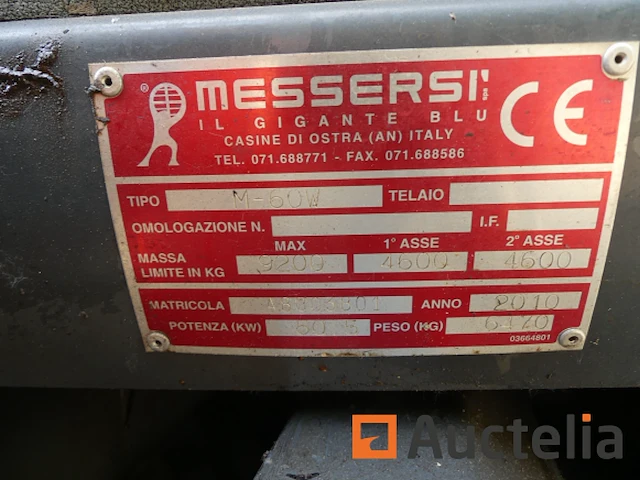 ® MESSERSI' spa
IL GIGANTE BLU
CASINE DI OSTRA (AN) ITALY
TEL. 071.688771 - FAX. 071.688586
CE
TIPO M-60W TELAIO
OMOLOGAZIONE N. I.F.
MAX 1° ASSE 2° ASSE
MASSA LIMITE IN KG 9200 4600 4600
MATRICOLA ANNO 2010
POTENZA (KW) PESO (KG) 6470
03664801
Auctelia